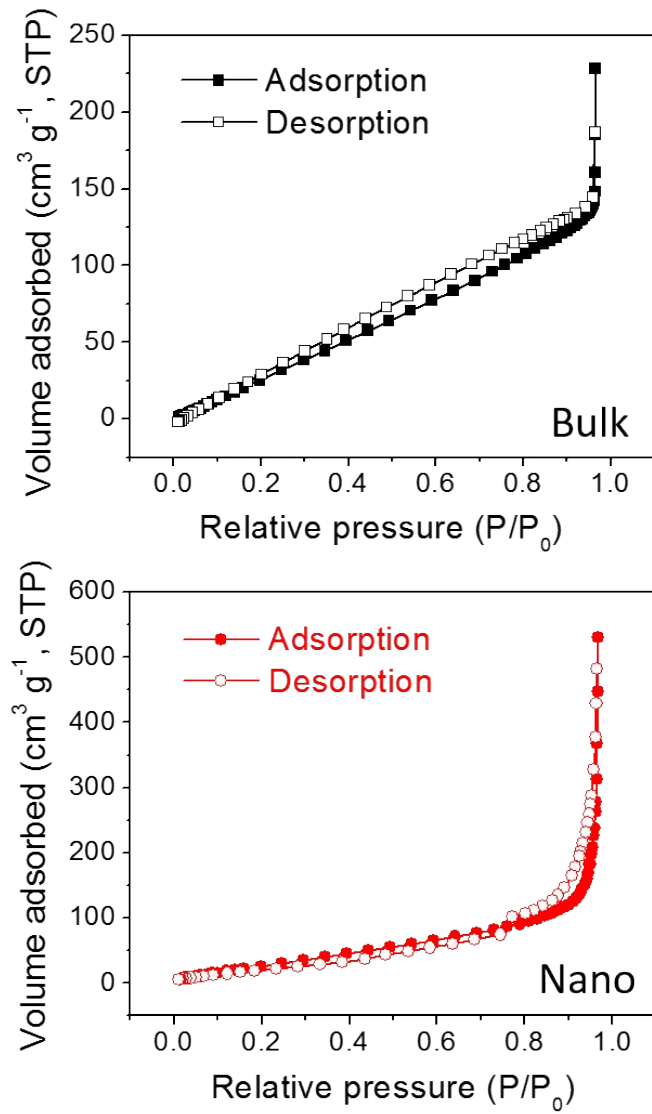 250
200
150
100
50
0
Volume adsorbed (cm³ g⁻¹, STP)
Adsorption
Desorption
Bulk
0.0 0.2 0.4 0.6 0.8 1.0
Relative pressure (P/P₀)
600
500
400
300
200
100
0
Volume adsorbed (cm³ g⁻¹, STP)
Adsorption
Desorption
Nano
0.0 0.2 0.4 0.6 0.8 1.0
Relative pressure (P/P₀)